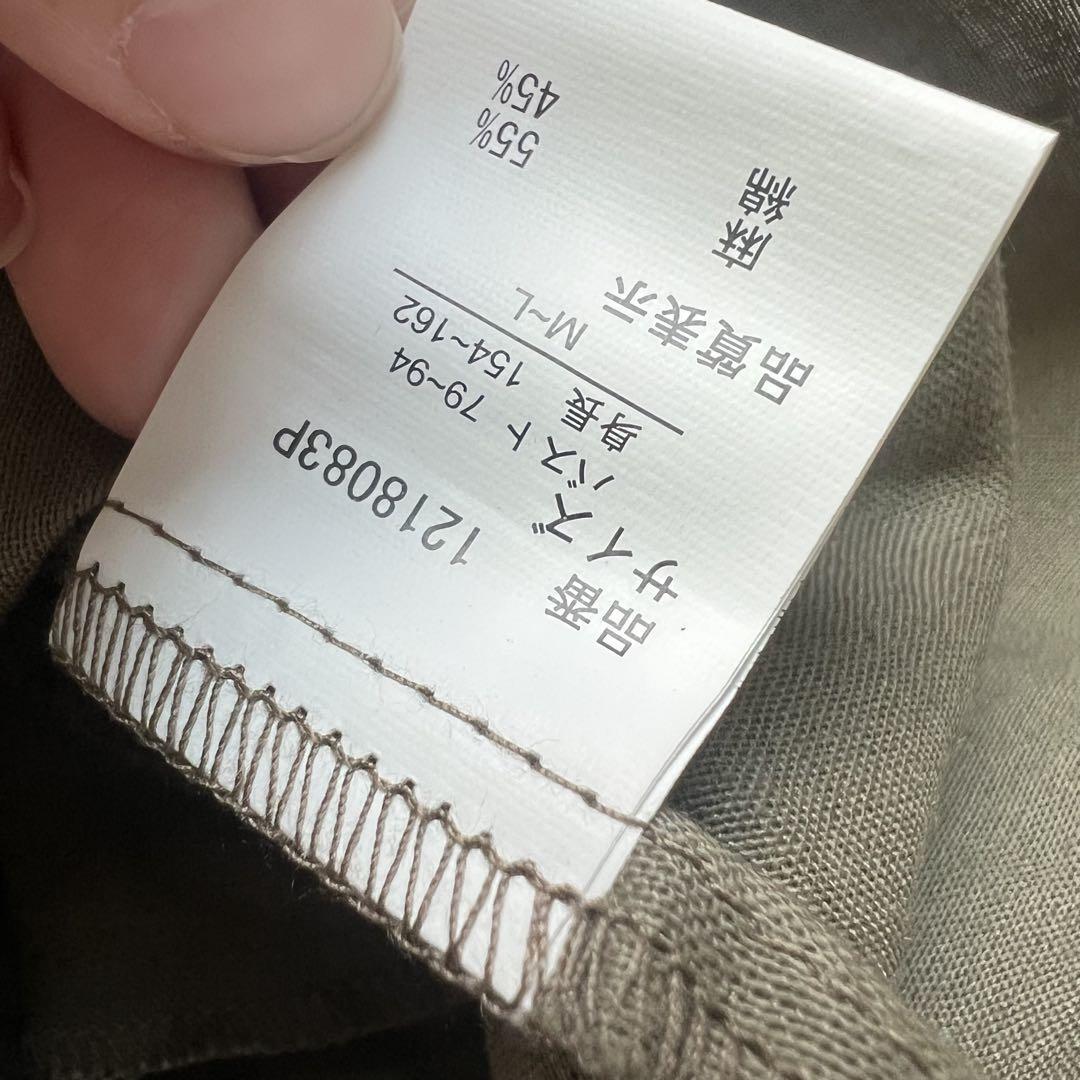 品番 1218083P
サイズ
バスト 79~94
身長 154~162
M~L
品質表示
麻 55%
綿 45%